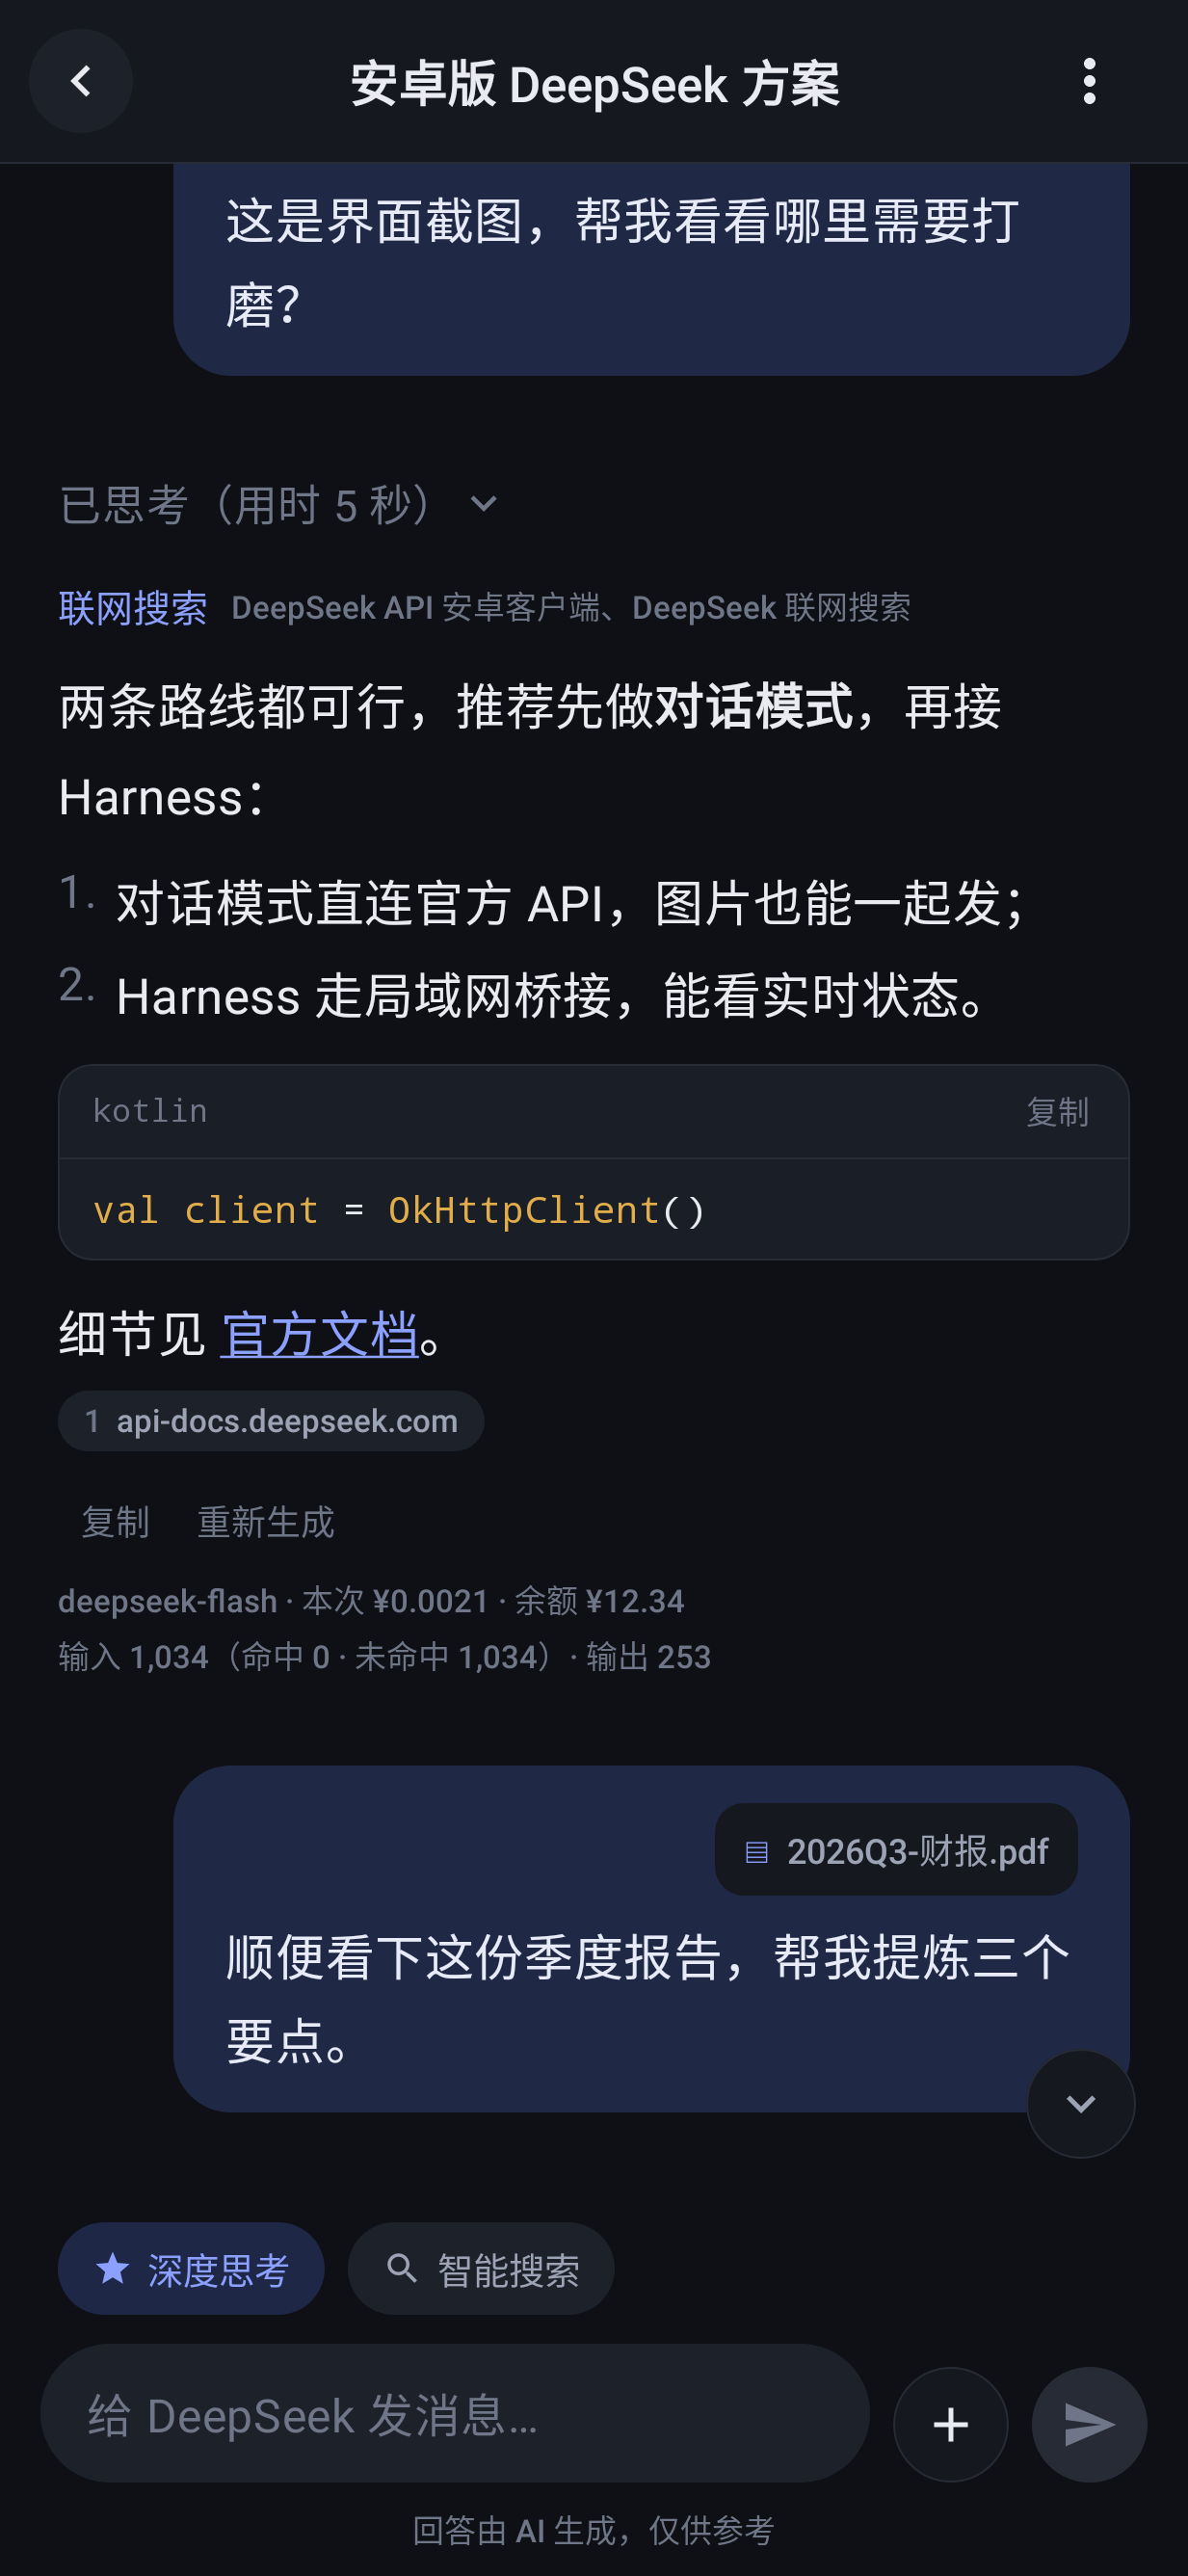 安卓版 DeepSeek 方案
这是界面截图，帮我看看哪里需要打
磨？
已思考（用时 5 秒）
联网搜索 DeepSeek API 安卓客户端、DeepSeek 联网搜索
两条路线都可行，推荐先做对话模式，再接
Harness：
1. 对话模式直连官方 API，图片也能一起发；
2. Harness 走局域网桥接，能看实时状态。
kotlin 复制
val client = OkHttpClient()
细节见 官方文档。
1 api-docs.deepseek.com
复制 重新生成
deepseek-flash · 本次 ¥0.0021 · 余额 ¥12.34
输入 1,034（命中 0 · 未命中 1,034）· 输出 253
2026Q3-财报.pdf
顺便看下这份季度报告，帮我提炼三个
要点。
深度思考 智能搜索
给 DeepSeek 发消息…
回答由 AI 生成，仅供参考